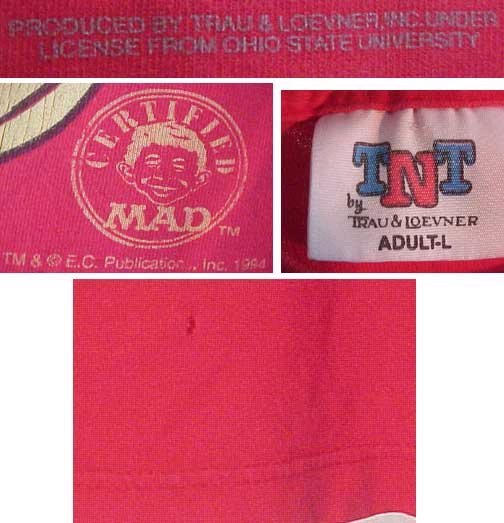 PRODUCED BY TRAU & LOEVNER, INC. UNDER
LICENSE FROM OHIO STATE UNIVERSITY
CERTIFIED
MAD
TM
TM & © E.C. Publications, Inc. 1994
TNT
by
TRAU & LOEVNER
ADULT-L